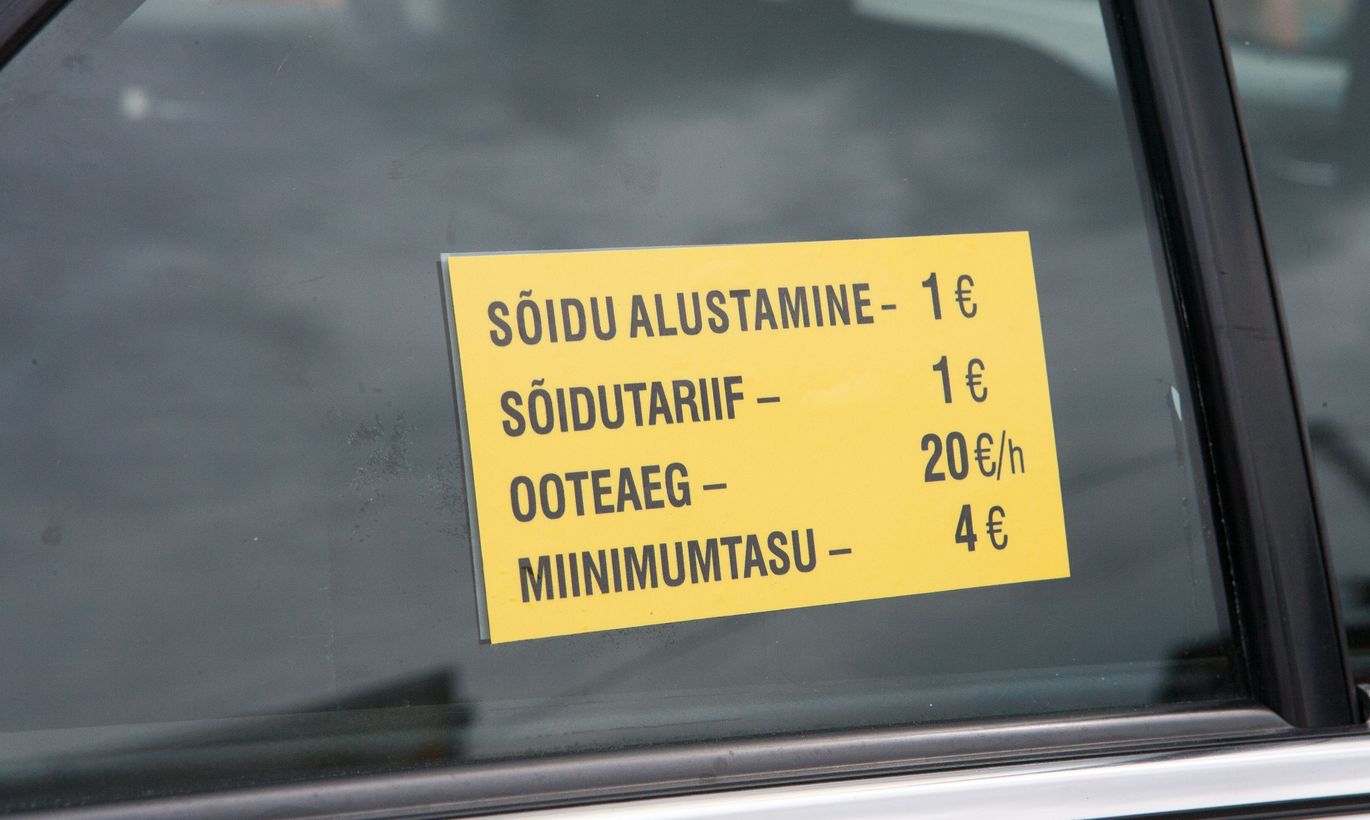 SÕIDU ALUSTAMINE – 1 €
SÕIDUTARIIF – 1 €
OOTEAEG – 20 €/h
MIINIMUMTASU – 4 €